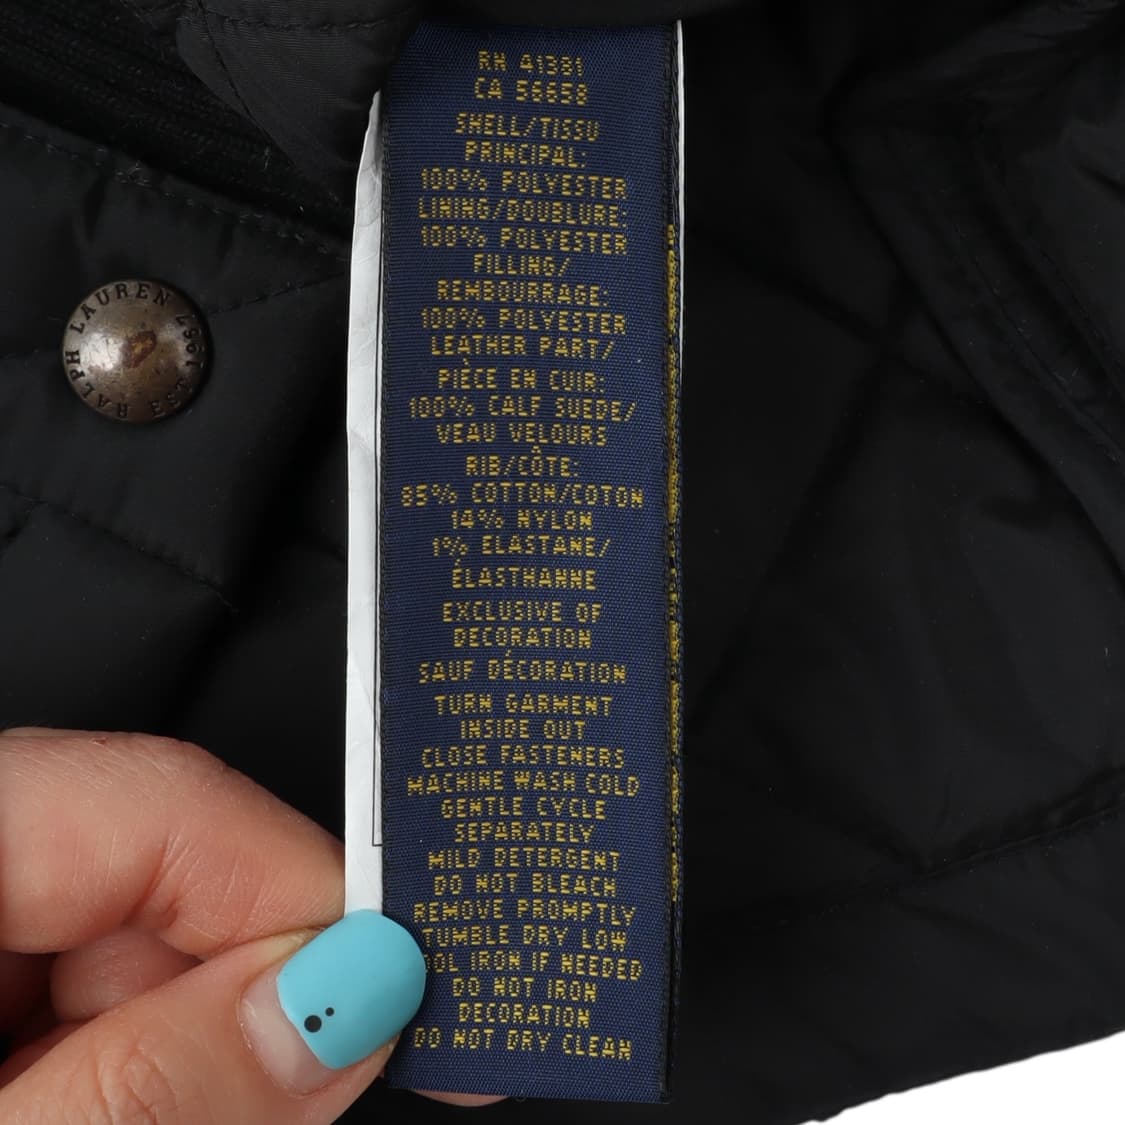 RALPH LAUREN EST 1967
RN 41381
CA 56658
SHELL/TISSU
PRINCIPAL:
100% POLYESTER
LINING/DOUBLURE:
100% POLYESTER
FILLING/
REMBOURRAGE:
100% POLYESTER
LEATHER PART/
PIÈCE EN CUIR:
100% CALF SUEDE/
VEAU VELOURS
RIB/CÔTE:
85% COTTON/COTON
14% NYLON
1% ELASTANE/
ÉLASTHANNE
EXCLUSIVE OF
DECORATION
SAUF DÉCORATION
TURN GARMENT
INSIDE OUT
CLOSE FASTENERS
MACHINE WASH COLD
GENTLE CYCLE
SEPARATELY
MILD DETERGENT
DO NOT BLEACH
REMOVE PROMPTLY
TUMBLE DRY LOW
OOL IRON IF NEEDED
DO NOT IRON
DECORATION
DO NOT DRY CLEAN